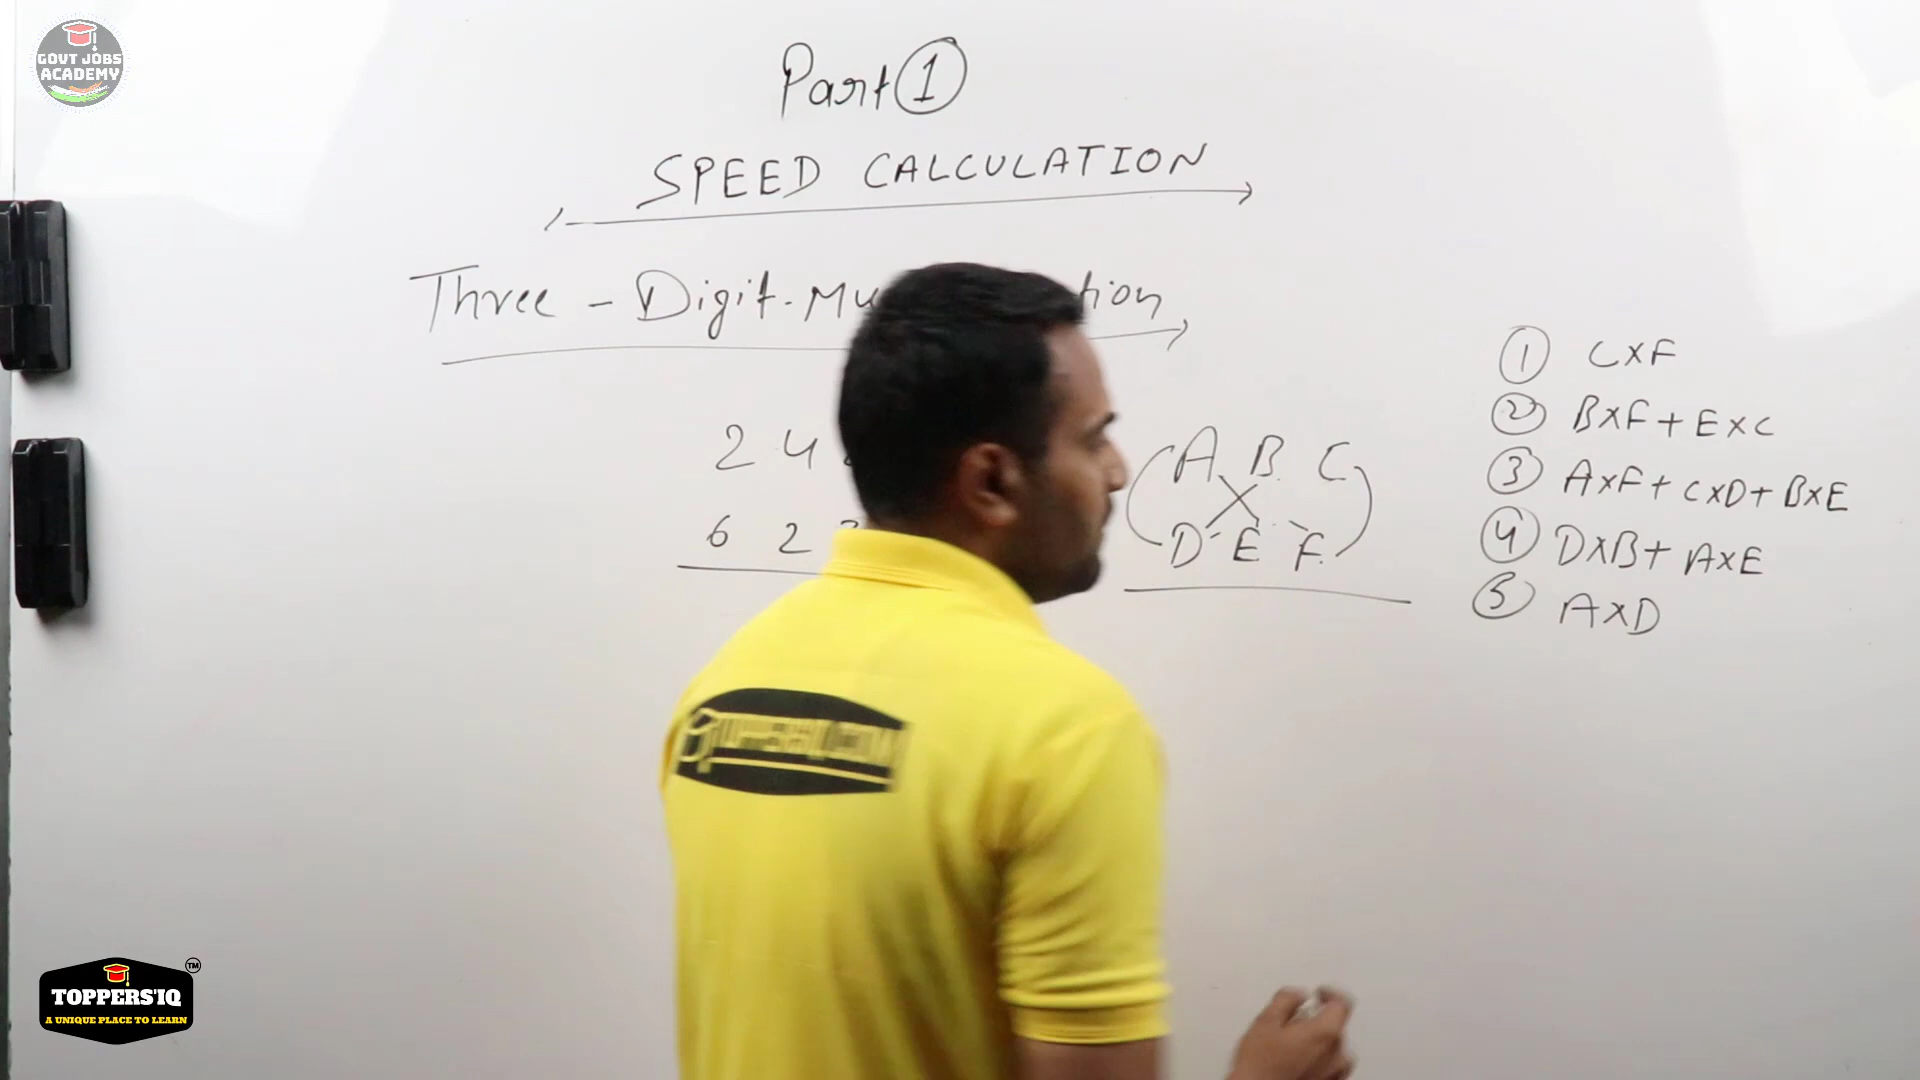 GOVT JOBS
ACADEMY
Part 1
SPEED CALCULATION
Three - Digit
tion
2 4
6 2
A B C
D E F
1 C×F
2 B×F + E×C
3 A×F + C×D + B×E
4 D×B + A×E
5 A×D
TOPPERS'IQ
TM
A UNIQUE PLACE TO LEARN